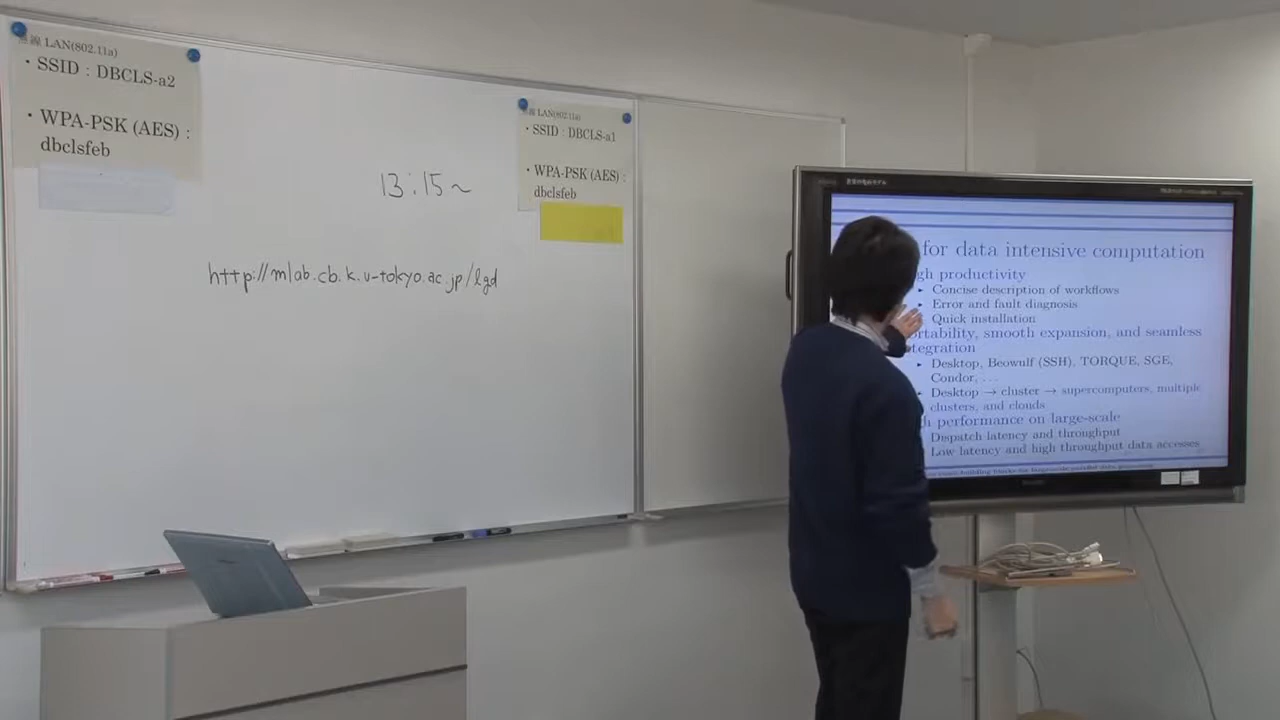 無線 LAN(802.11a)
・SSID : DBCLS-a2
・WPA-PSK (AES) :
dbclsfeb
無線 LAN(802.11a)
・SSID : DBCLS-a1
・WPA-PSK (AES) :
dbclsfeb
13:15~
http://mlab.cb.k.u-tokyo.ac.jp/lgd
for data intensive computation
productivity
▸ Concise description of workflows
▸ Error and fault diagnosis
Quick installation
smooth expansion, and seamless
▸ Desktop, Beowulf (SSH), TORQUE, SGE,
Condor, ...
▸ Desktop → cluster → supercomputers, multiple
clusters, and clouds
performance on large-scale
Dispatch latency and throughput
Low latency and high throughput data accesses